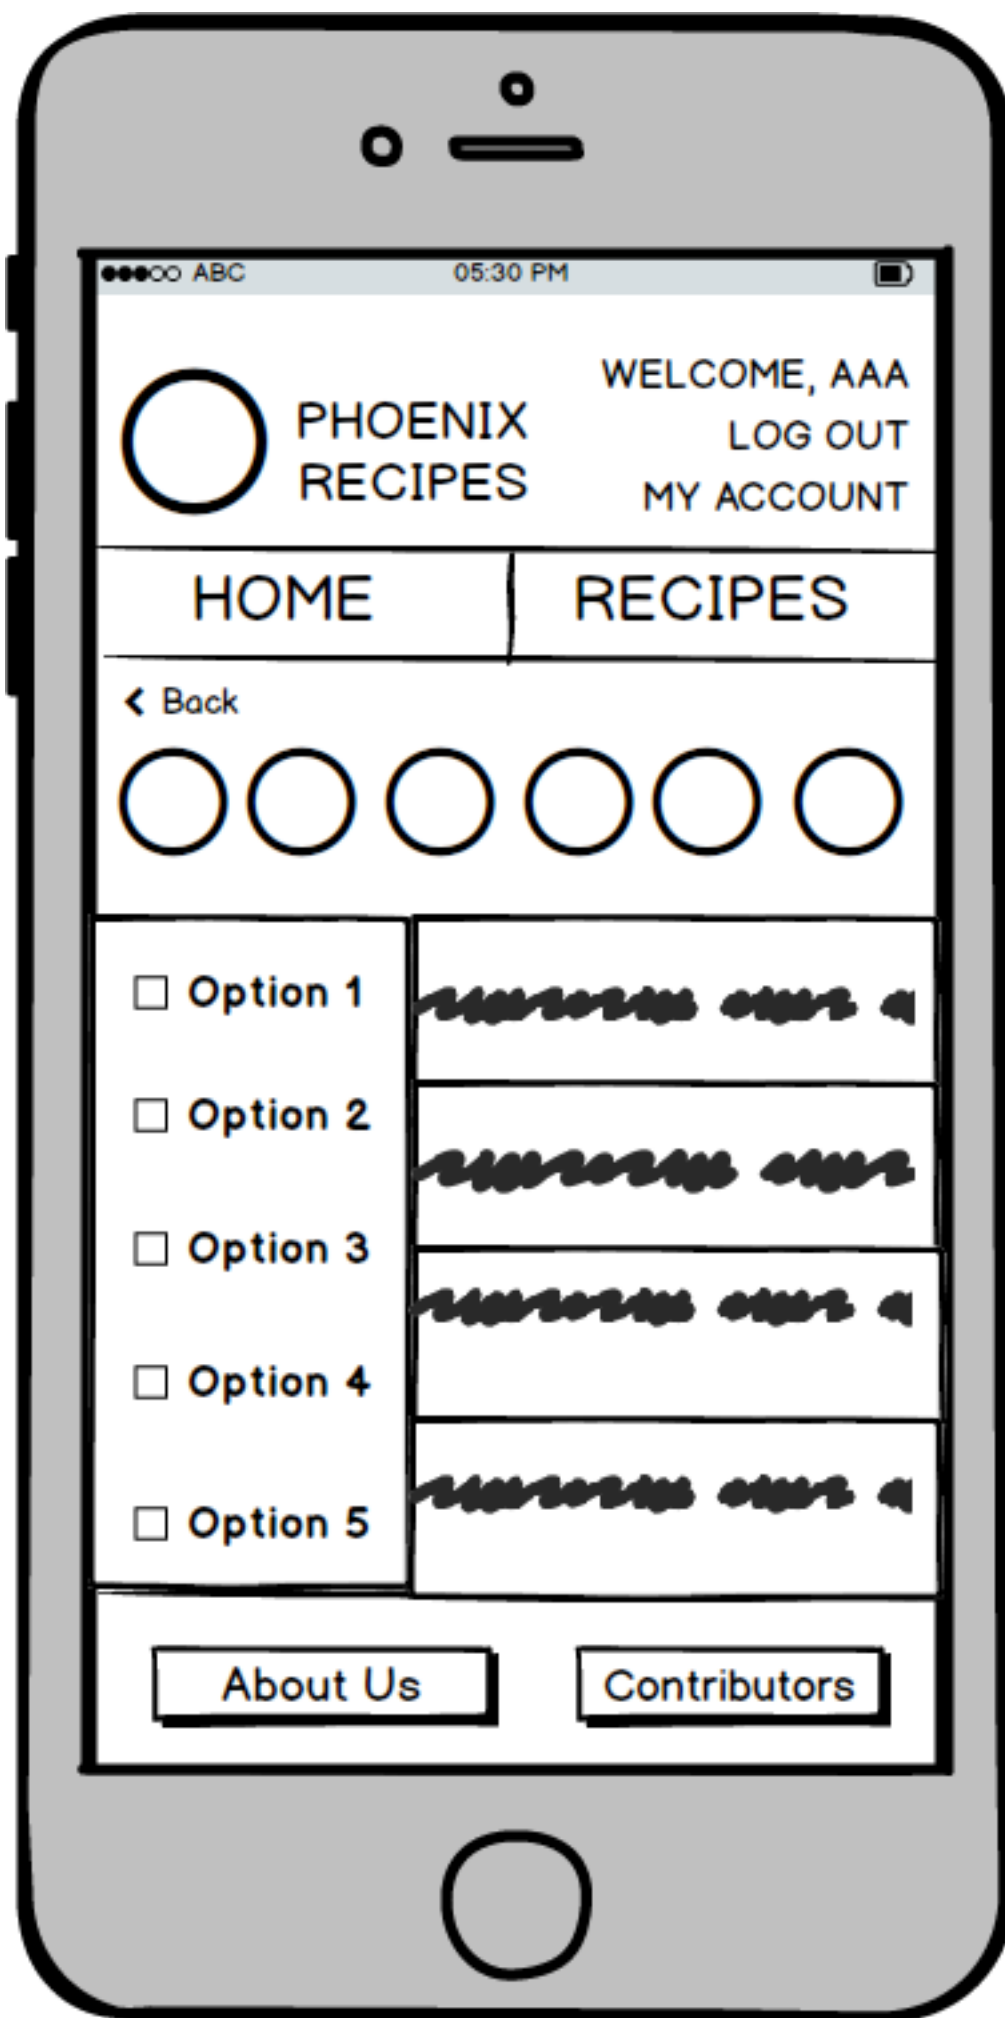 ABC 05:30 PM
WELCOME, AAA
PHOENIX
RECIPES
LOG OUT
MY ACCOUNT
HOME RECIPES
Back
Option 1
Option 2
Option 3
Option 4
Option 5
About Us Contributors